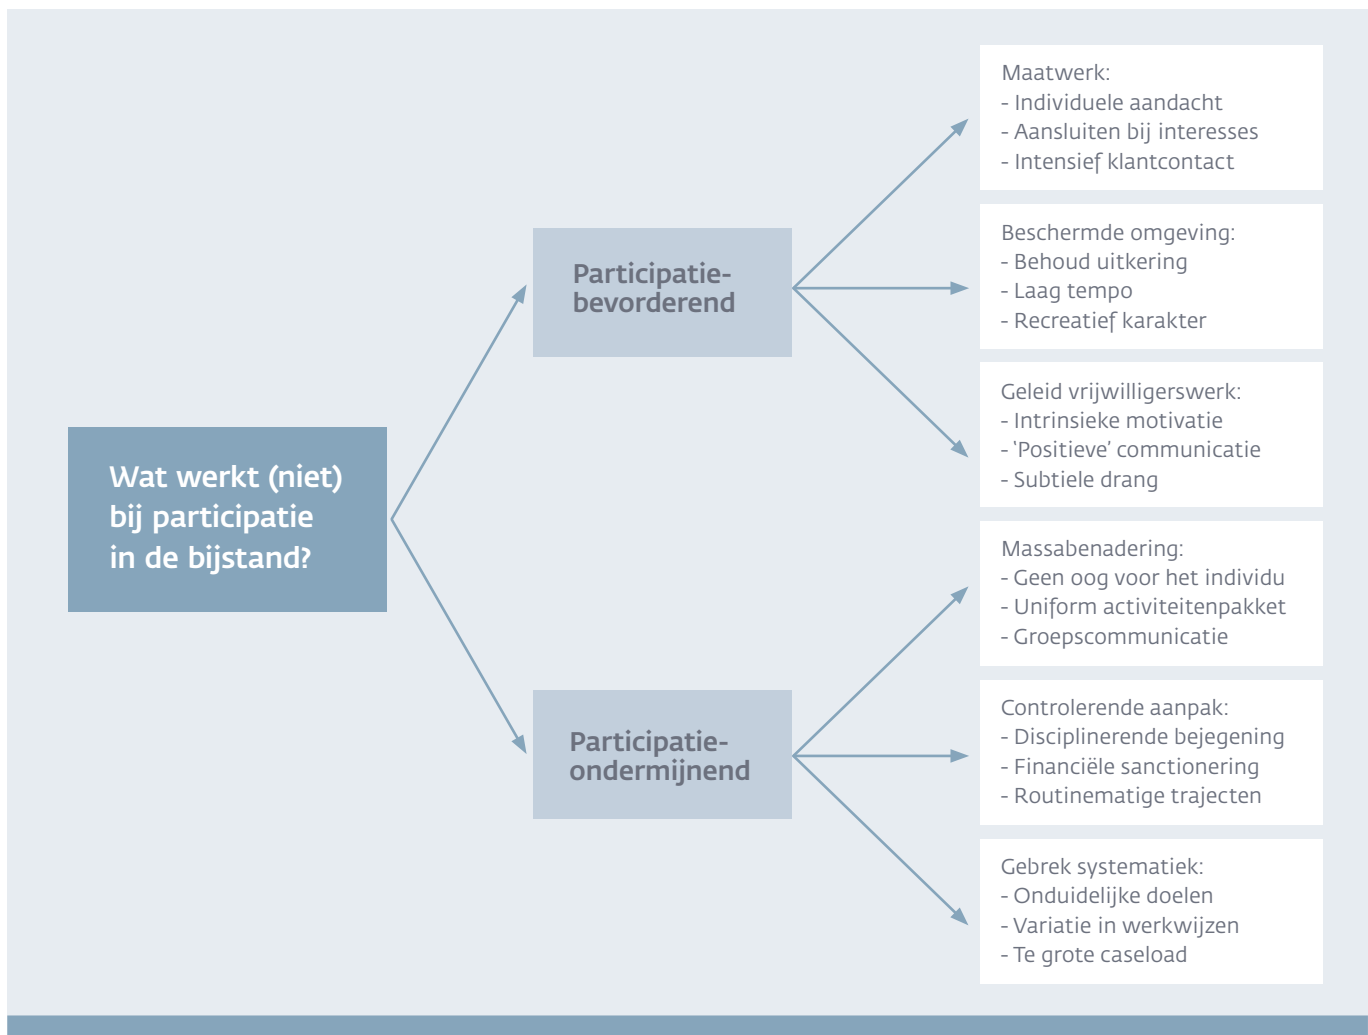 Wat werkt (niet)
bij participatie
in de bijstand?
Participatie-
bevorderend
Maatwerk:
- Individuele aandacht
- Aansluiten bij interesses
- Intensief klantcontact
Beschermde omgeving:
- Behoud uitkering
- Laag tempo
- Recreatief karakter
Geleid vrijwilligerswerk:
- Intrinsieke motivatie
- ‘Positieve’ communicatie
- Subtiele drang
Participatie-
ondermijnend
Massabenadering:
- Geen oog voor het individu
- Uniform activiteitenpakket
- Groepscommunicatie
Controlerende aanpak:
- Disciplinerende bejegening
- Financiële sanctionering
- Routinematige trajecten
Gebrek systematiek:
- Onduidelijke doelen
- Variatie in werkwijzen
- Te grote caseload